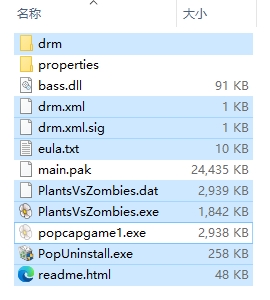 名称 大小
drm
properties
bass.dll 91 KB
drm.xml 1 KB
drm.xml.sig 1 KB
eula.txt 10 KB
main.pak 24,435 KB
PlantsVsZombies.dat 2,939 KB
PlantsVsZombies.exe 1,842 KB
popcapgame1.exe 2,938 KB
PopUninstall.exe 258 KB
readme.html 48 KB